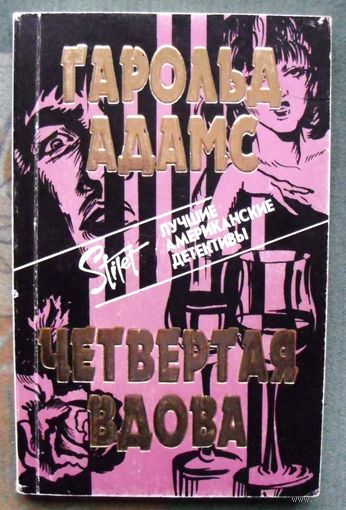 ГАРОЛЬД
АДАМС
Stilet
ЛУЧШИЕ
АМЕРИКАНСКИЕ
ДЕТЕКТИВЫ
ЧЕТВЕРТАЯ
ВДОВА